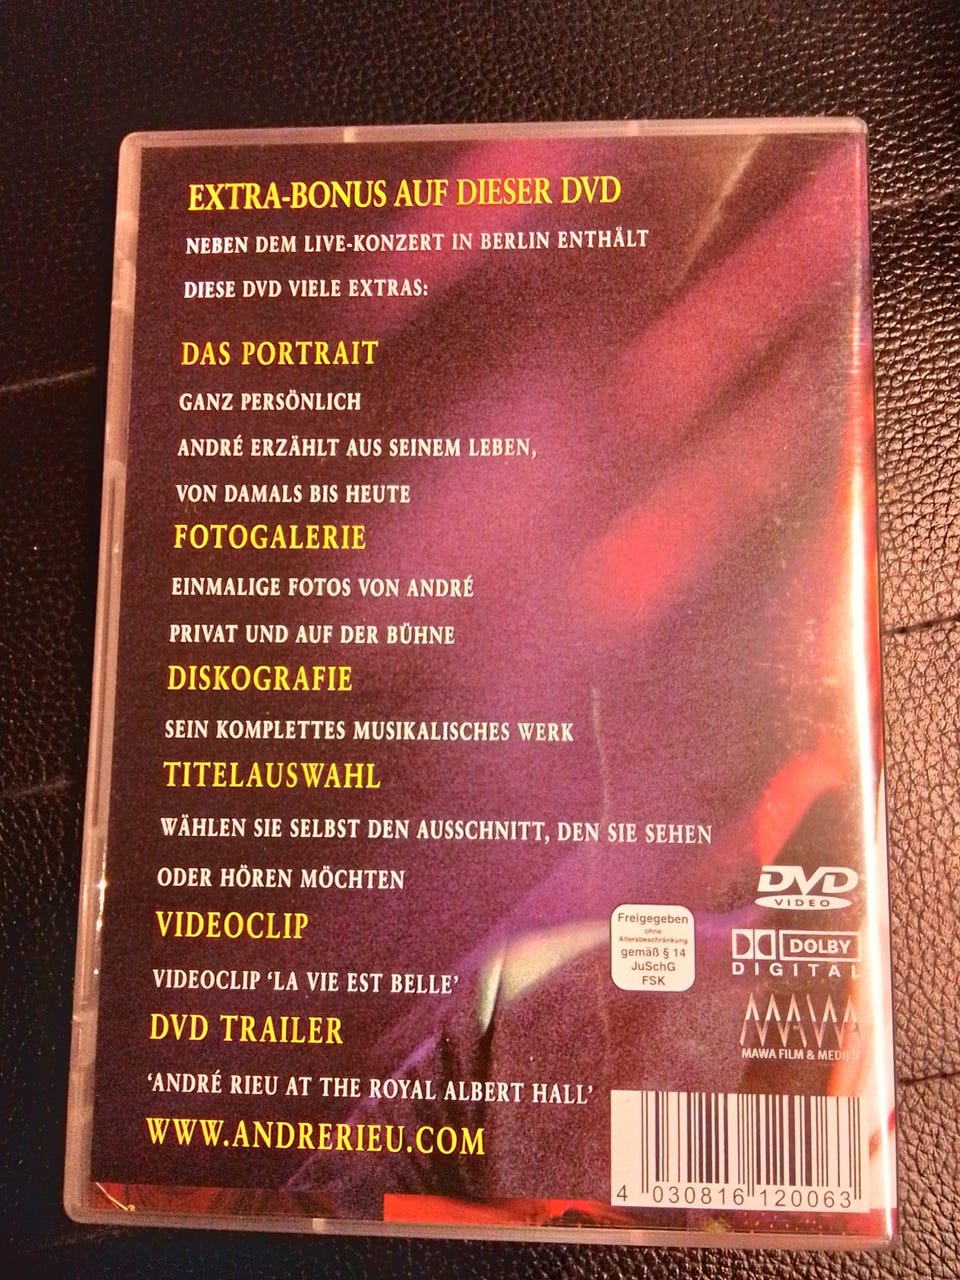 EXTRA-BONUS AUF DIESER DVD
NEBEN DEM LIVE-KONZERT IN BERLIN ENTHÄLT
DIESE DVD VIELE EXTRAS:
DAS PORTRAIT
GANZ PERSÖNLICH
ANDRÉ ERZÄHLT AUS SEINEM LEBEN,
VON DAMALS BIS HEUTE
FOTOGALERIE
EINMALIGE FOTOS VON ANDRÉ
PRIVAT UND AUF DER BÜHNE
DISKOGRAFIE
SEIN KOMPLETTES MUSIKALISCHES WERK
TITELAUSWAHL
WÄHLEN SIE SELBST DEN AUSSCHNITT, DEN SIE SEHEN
ODER HÖREN MÖCHTEN
VIDEOCLIP
VIDEOCLIP ‘LA VIE EST BELLE’
DVD TRAILER
‘ANDRÉ RIEU AT THE ROYAL ALBERT HALL’
WWW.ANDRERIEU.COM
Freigegeben
ohne
Altersbeschränkung
gemäß § 14
JuSchG
FSK
DVD
VIDEO
DOLBY
DIGITAL
MAWA
MAWA FILM & MEDIEN
4 030816 120063